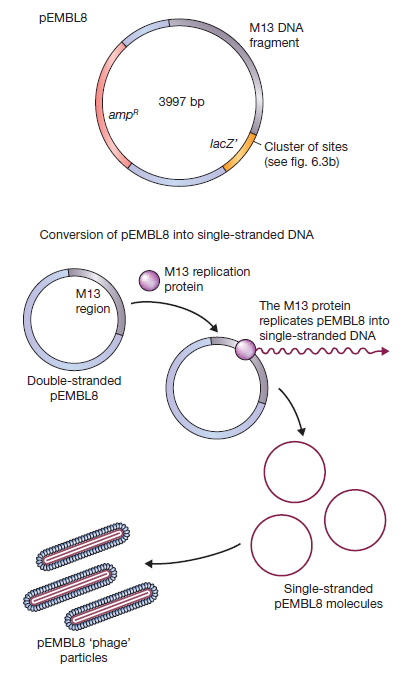 pEMBL8
M13 DNA
fragment
3997 bp
ampR
lacZ'
Cluster of sites
(see fig. 6.3b)
Conversion of pEMBL8 into single-stranded DNA
M13 replication
protein
M13
region
The M13 protein
replicates pEMBL8 into
single-stranded DNA
Double-stranded
pEMBL8
Single-stranded
pEMBL8 molecules
pEMBL8 ‘phage’
particles